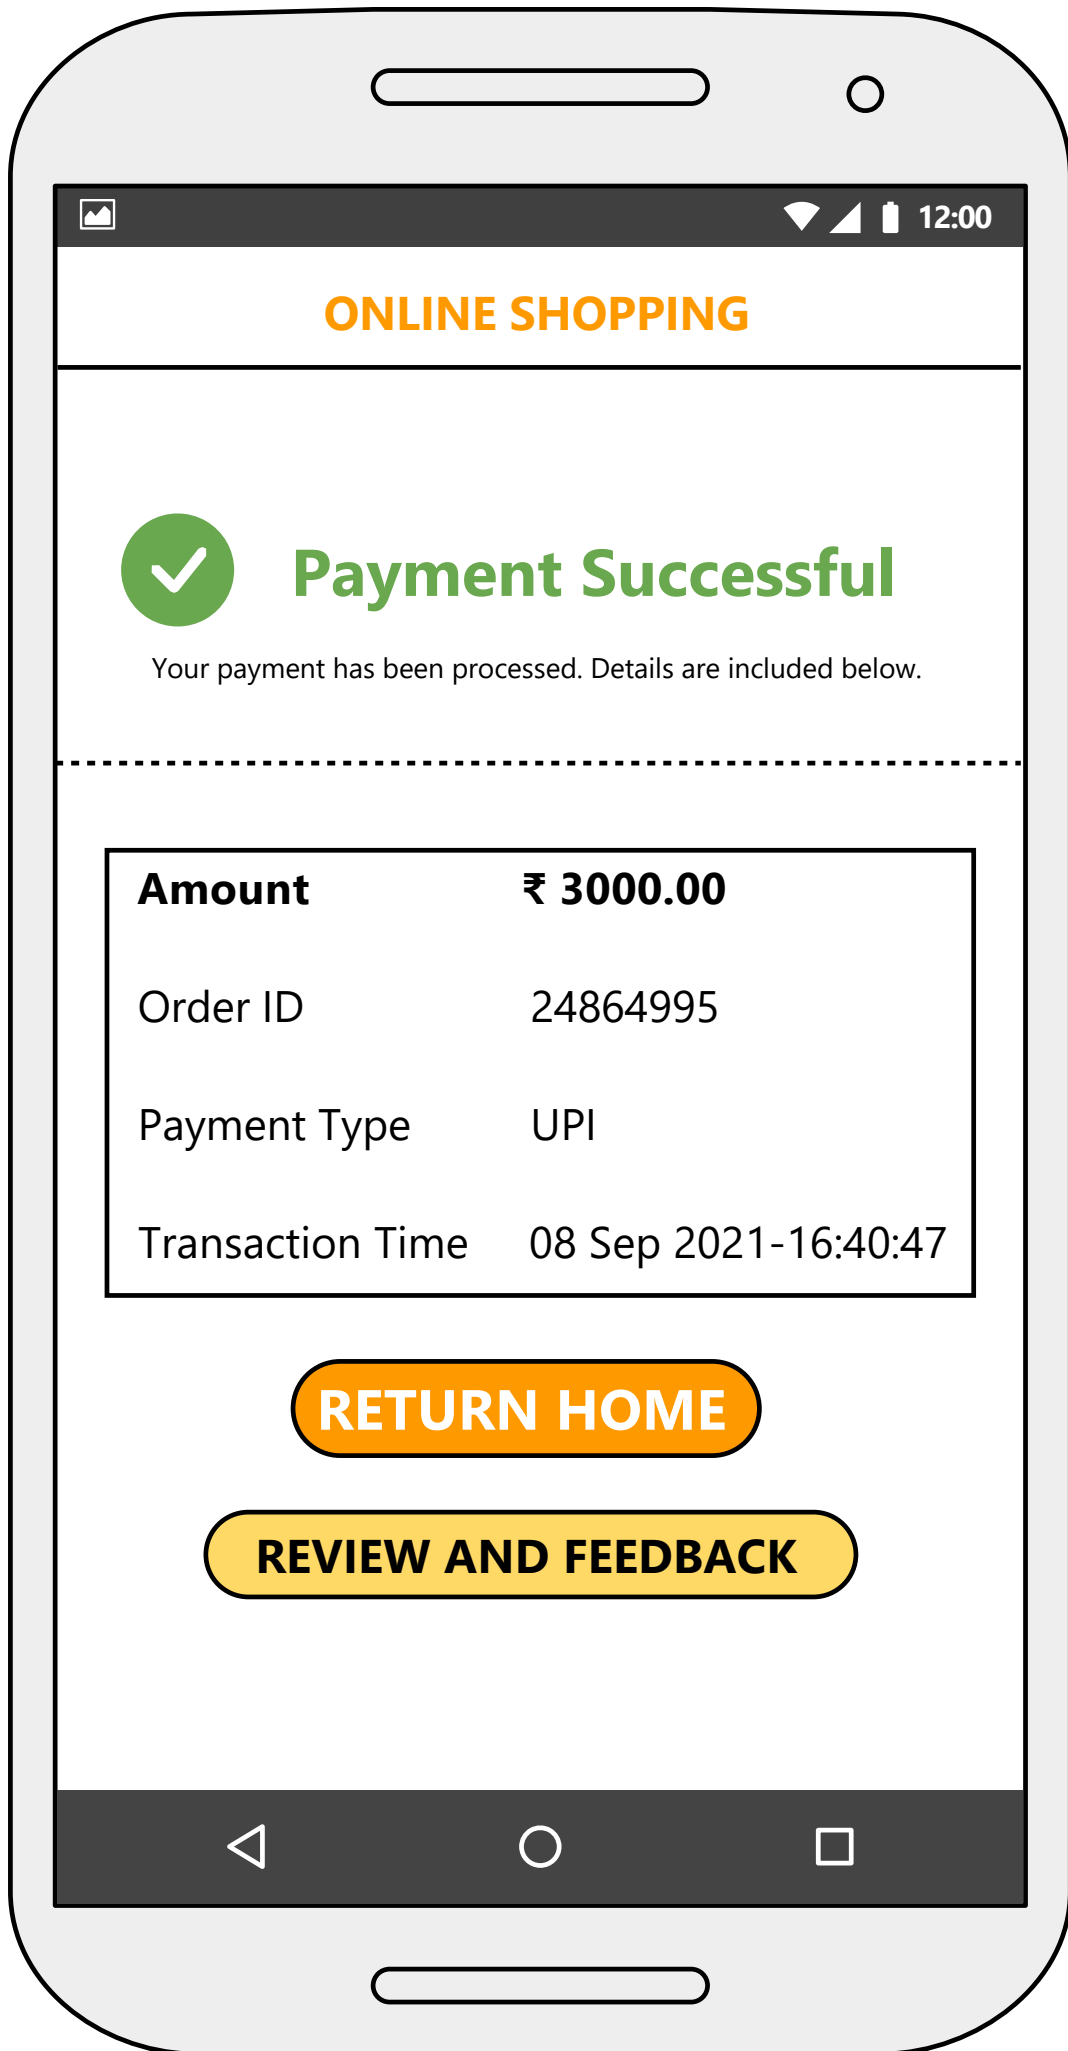 12:00
ONLINE SHOPPING
Payment Successful
Your payment has been processed. Details are included below.
Amount ₹ 3000.00
Order ID 24864995
Payment Type UPI
Transaction Time 08 Sep 2021-16:40:47
RETURN HOME
REVIEW AND FEEDBACK